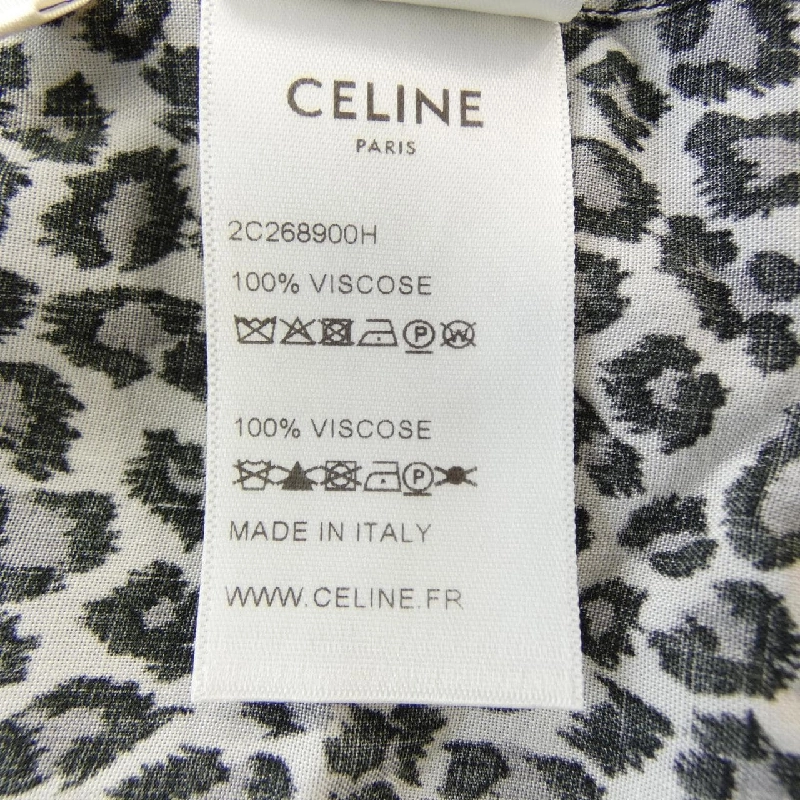 CELINE
PARIS
2C268900H
100% VISCOSE
P W
100% VISCOSE
P
MADE IN ITALY
WWW.CELINE.FR